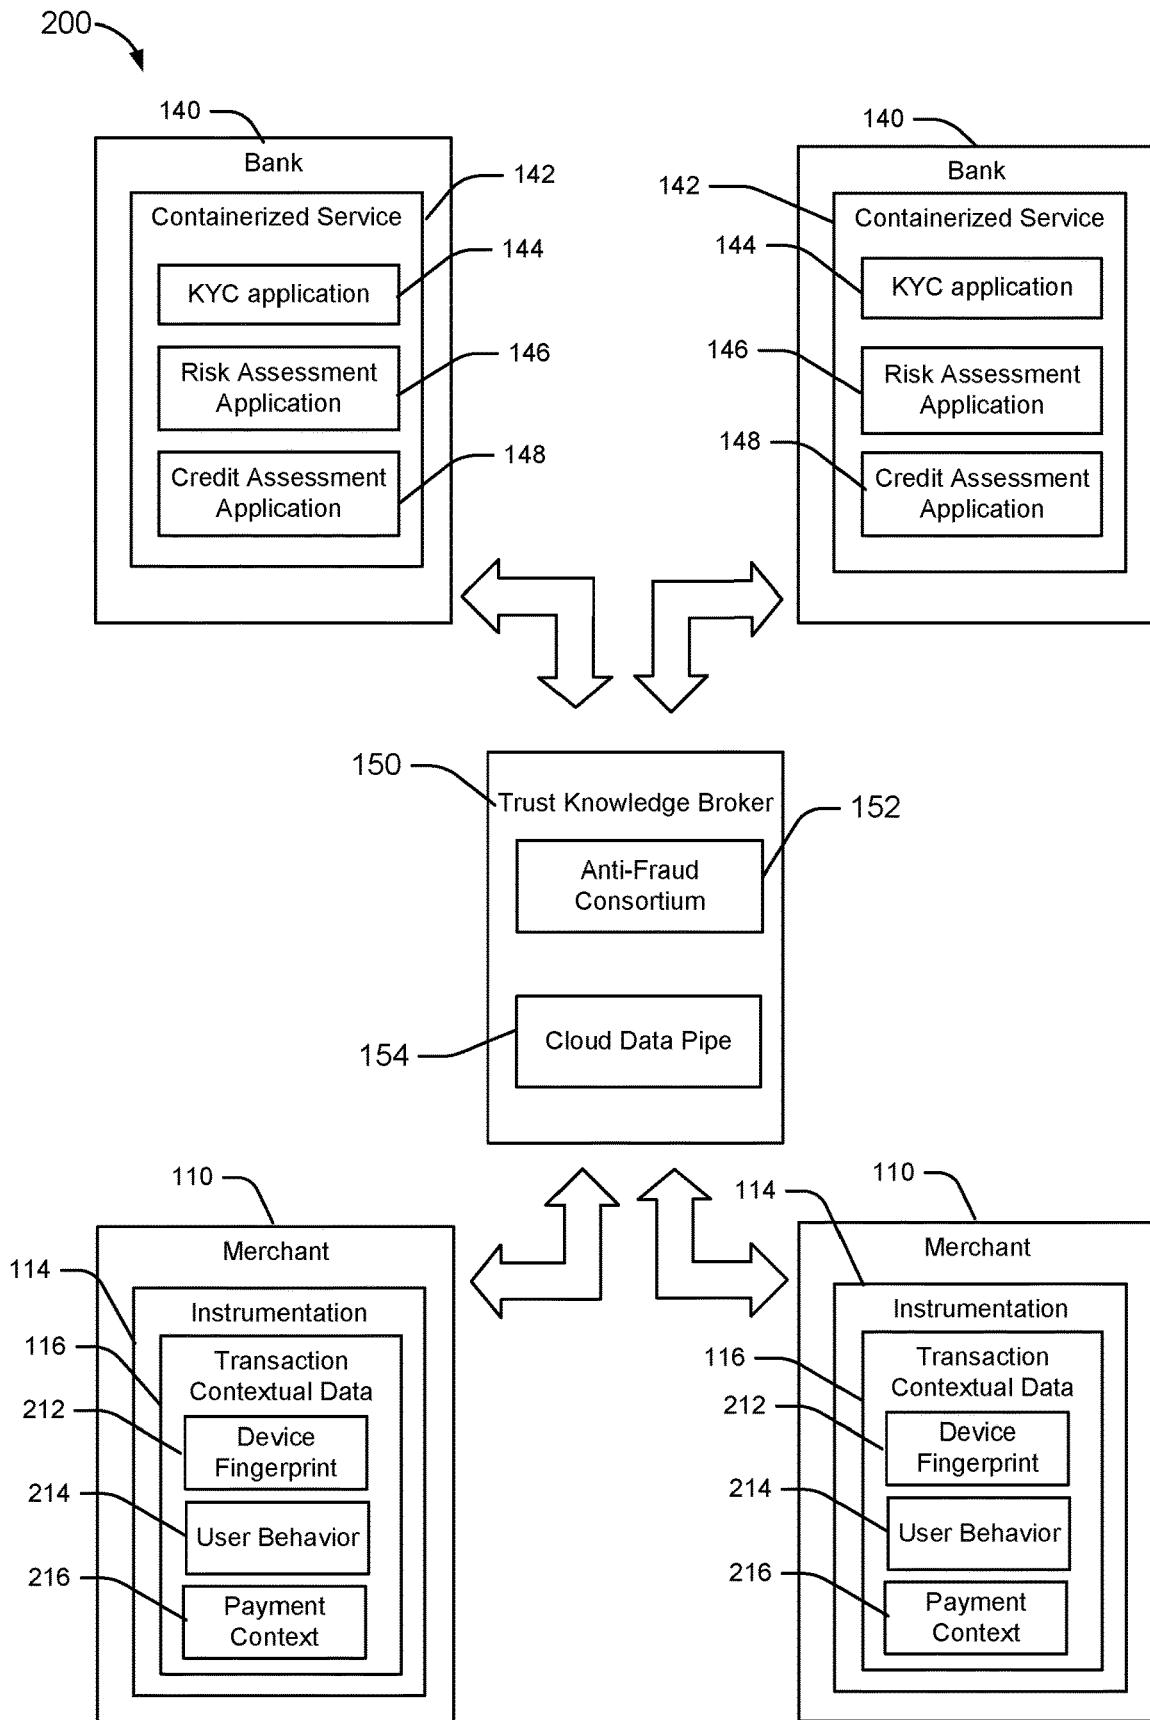 200
140
Bank
142
Containerized Service
144
KYC application
146
Risk Assessment
Application
148
Credit Assessment
Application
140
Bank
142
Containerized Service
144
KYC application
146
Risk Assessment
Application
148
Credit Assessment
Application
150
Trust Knowledge Broker
152
Anti-Fraud
Consortium
154
Cloud Data Pipe
110
Merchant
114
Instrumentation
116
Transaction
Contextual Data
212
Device
Fingerprint
214
User Behavior
216
Payment
Context
110
114
Merchant
Instrumentation
116
Transaction
Contextual Data
212
Device
Fingerprint
214
User Behavior
216
Payment
Context